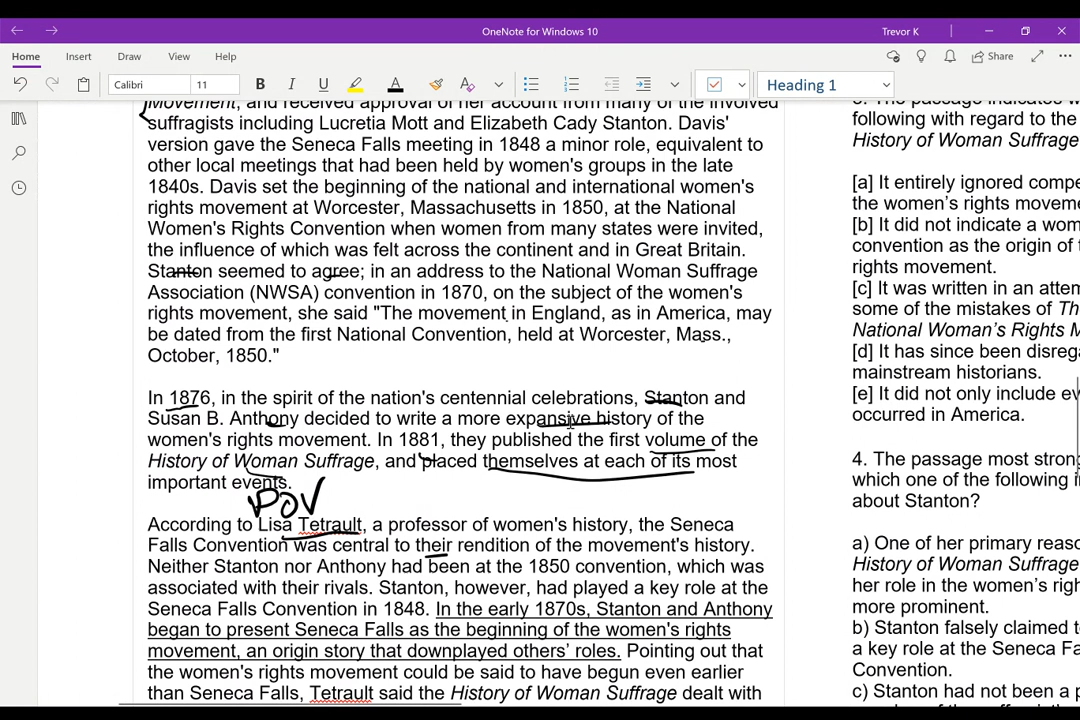 OneNote for Windows 10
Trevor K
Home Insert Draw View Help
Share
Calibri 11 B I U A Heading 1
Movement, and received approval of her account from many of the involved
suffragists including Lucretia Mott and Elizabeth Cady Stanton. Davis'
version gave the Seneca Falls meeting in 1848 a minor role, equivalent to
other local meetings that had been held by women's groups in the late
1840s. Davis set the beginning of the national and international women's
rights movement at Worcester, Massachusetts in 1850, at the National
Women's Rights Convention when women from many states were invited,
the influence of which was felt across the continent and in Great Britain.
Stanton seemed to agree; in an address to the National Woman Suffrage
Association (NWSA) convention in 1870, on the subject of the women's
rights movement, she said "The movement in England, as in America, may
be dated from the first National Convention, held at Worcester, Mass.,
October, 1850."
In 1876, in the spirit of the nation's centennial celebrations, Stanton and
Susan B. Anthony decided to write a more expansive history of the
women's rights movement. In 1881, they published the first volume of the
History of Woman Suffrage, and placed themselves at each of its most
important events.
POV
According to Lisa Tetrault, a professor of women's history, the Seneca
Falls Convention was central to their rendition of the movement's history.
Neither Stanton nor Anthony had been at the 1850 convention, which was
associated with their rivals. Stanton, however, had played a key role at the
Seneca Falls Convention in 1848. In the early 1870s, Stanton and Anthony
began to present Seneca Falls as the beginning of the women's rights
movement, an origin story that downplayed others' roles. Pointing out that
the women's rights movement could be said to have begun even earlier
than Seneca Falls, Tetrault said the History of Woman Suffrage dealt with
The passage indicates
following with regard to the
History of Woman Suffrage
[a] It entirely ignored
the women's rights
[b] It did not indicate a
convention as the origin of
rights movement.
[c] It was written in an
some of the mistakes of
National Woman's Rights
[d] It has since been
mainstream historians.
[e] It did not only include
occurred in America.
4. The passage most
which one of the following
about Stanton?
a) One of her primary
History of Woman Suffrage
her role in the women's
more prominent.
b) Stanton falsely claimed
a key role at the Seneca
Convention.
c) Stanton had not been a